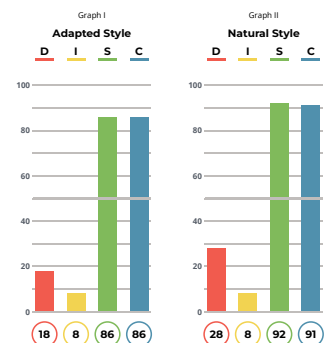 Graph I
Adapted Style
D I S C
100
80
60
40
20
0
18 8 86 86
Graph II
Natural Style
D I S C
100
80
60
40
20
0
28 8 92 91